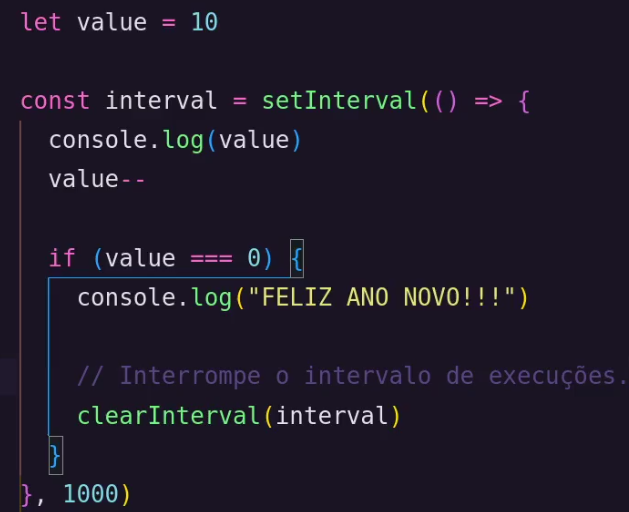 let value = 10
const interval = setInterval(() => {
console.log(value)
value--
if (value === 0) {
console.log("FELIZ ANO NOVO!!!")
// Interrompe o intervalo de execuções.
clearInterval(interval)
}
}, 1000)